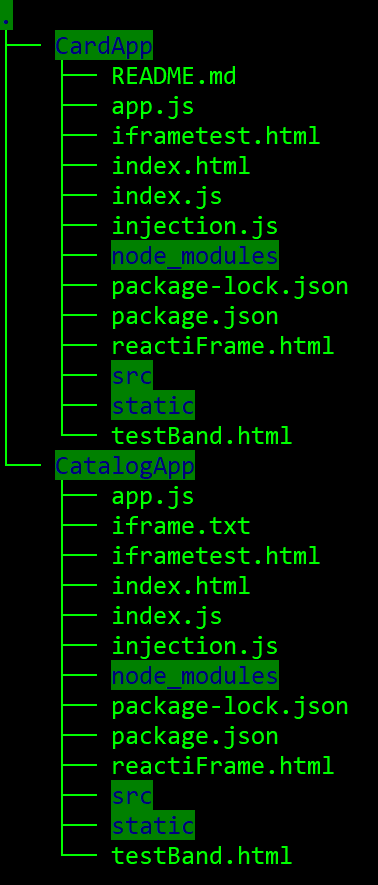 .
CardApp
README.md
app.js
iframetest.html
index.html
index.js
injection.js
node_modules
package-lock.json
package.json
reactiFrame.html
src
static
testBand.html
CatalogApp
app.js
iframe.txt
iframetest.html
index.html
index.js
injection.js
node_modules
package-lock.json
package.json
reactiFrame.html
src
static
testBand.html